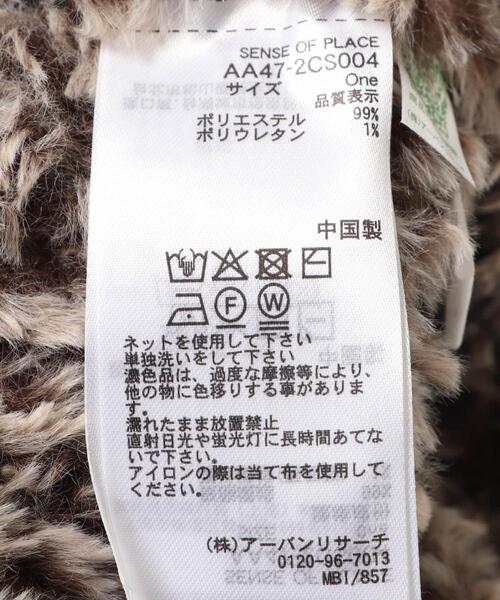 SENSE OF PLACE
AA47-2CS004
サイズ One
品質表示
ポリエステル 99%
ポリウレタン 1%
中国製
F W
ネットを使用して下さい
単独洗いをして下さい
濃色品は、過度な摩擦等により、
他の物に色移りする事がありま
す。
濡れたまま放置禁止
直射日光や蛍光灯に長時間あてな
いで下さい。
アイロンの際は当て布を使用して
ください。
(株)アーバンリサーチ
0120-96-7013
MBI/857